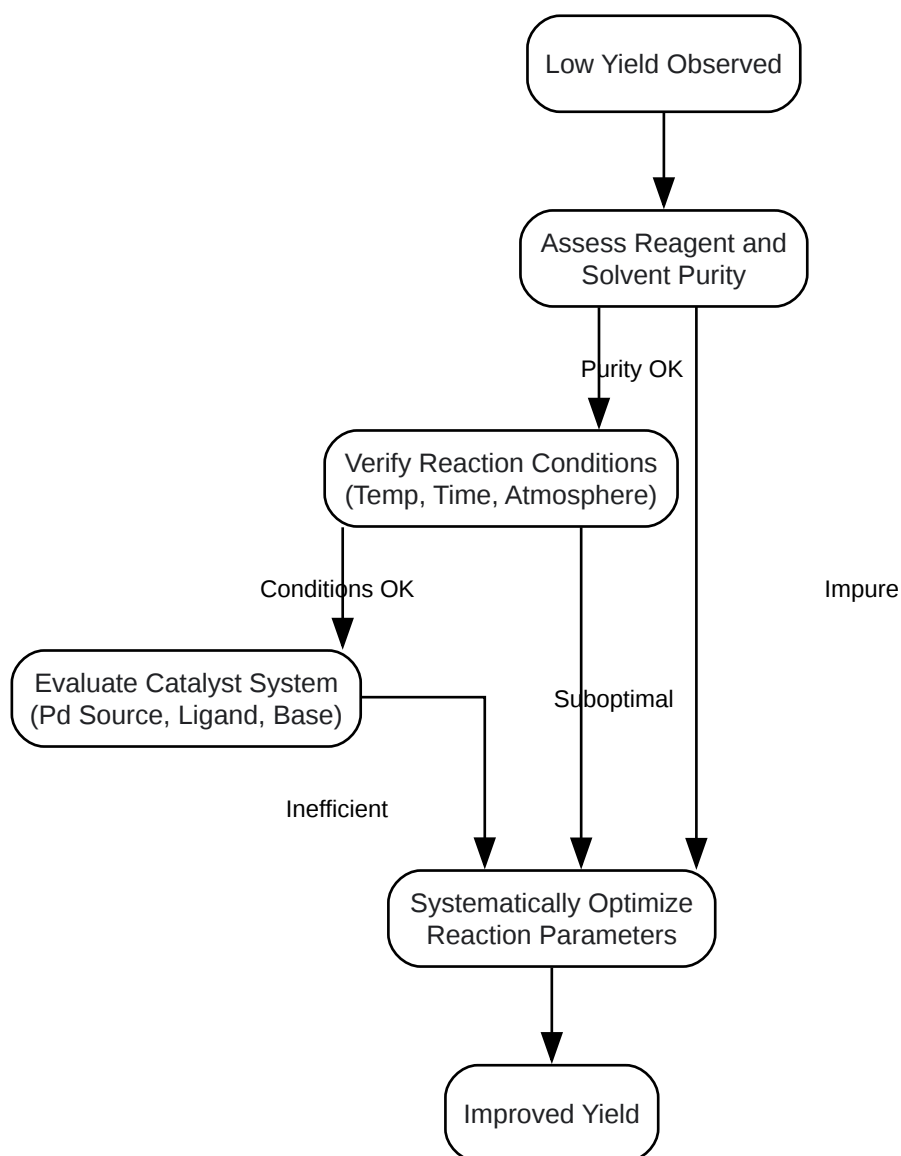 Low Yield Observed
Assess Reagent and
Solvent Purity
Purity OK
Verify Reaction Conditions
(Temp, Time, Atmosphere)
Conditions OK
Impure
Evaluate Catalyst System
(Pd Source, Ligand, Base)
Suboptimal
Inefficient
Systematically Optimize
Reaction Parameters
Improved Yield